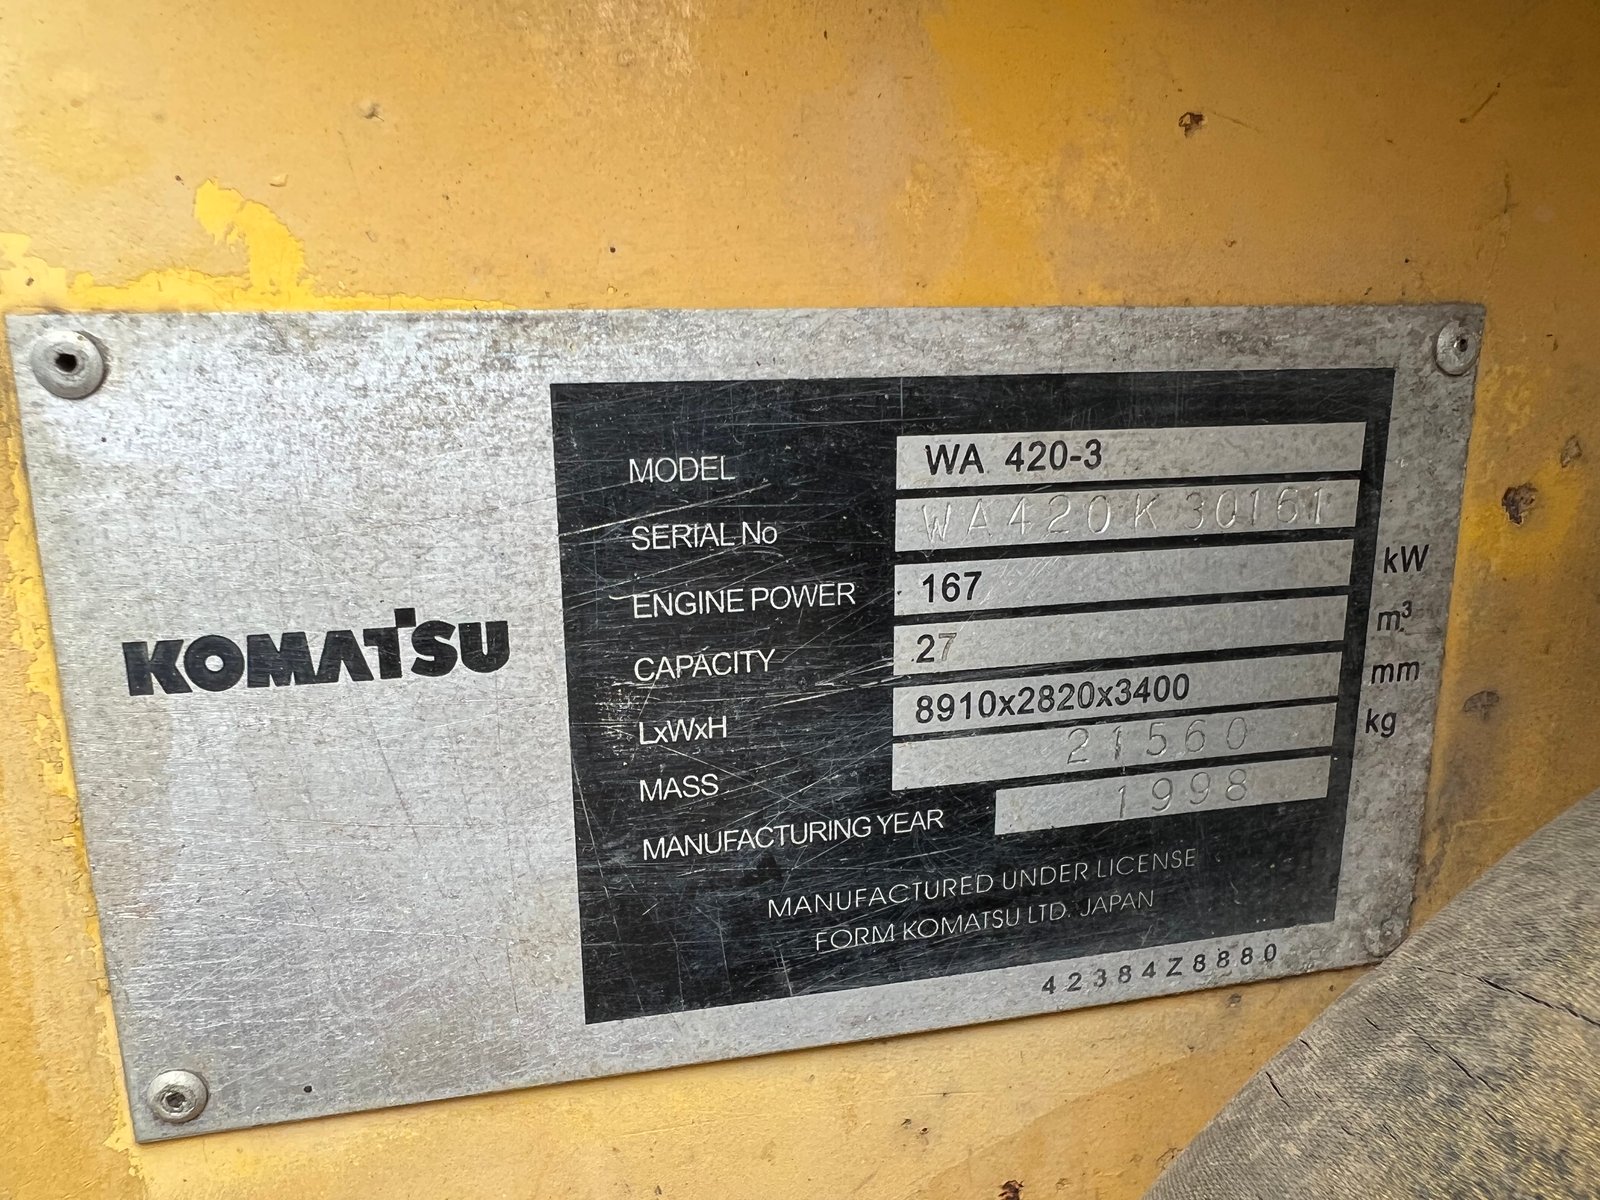 KOMATSU
MODEL WA 420-3
SERIAL No WA420K30161
ENGINE POWER 167 kW
CAPACITY 27 m³
LxWxH 8910x2820x3400 mm
MASS 21560 kg
MANUFACTURING YEAR 1998
MANUFACTURED UNDER LICENSE
FORM KOMATSU LTD. JAPAN
42384Z8880